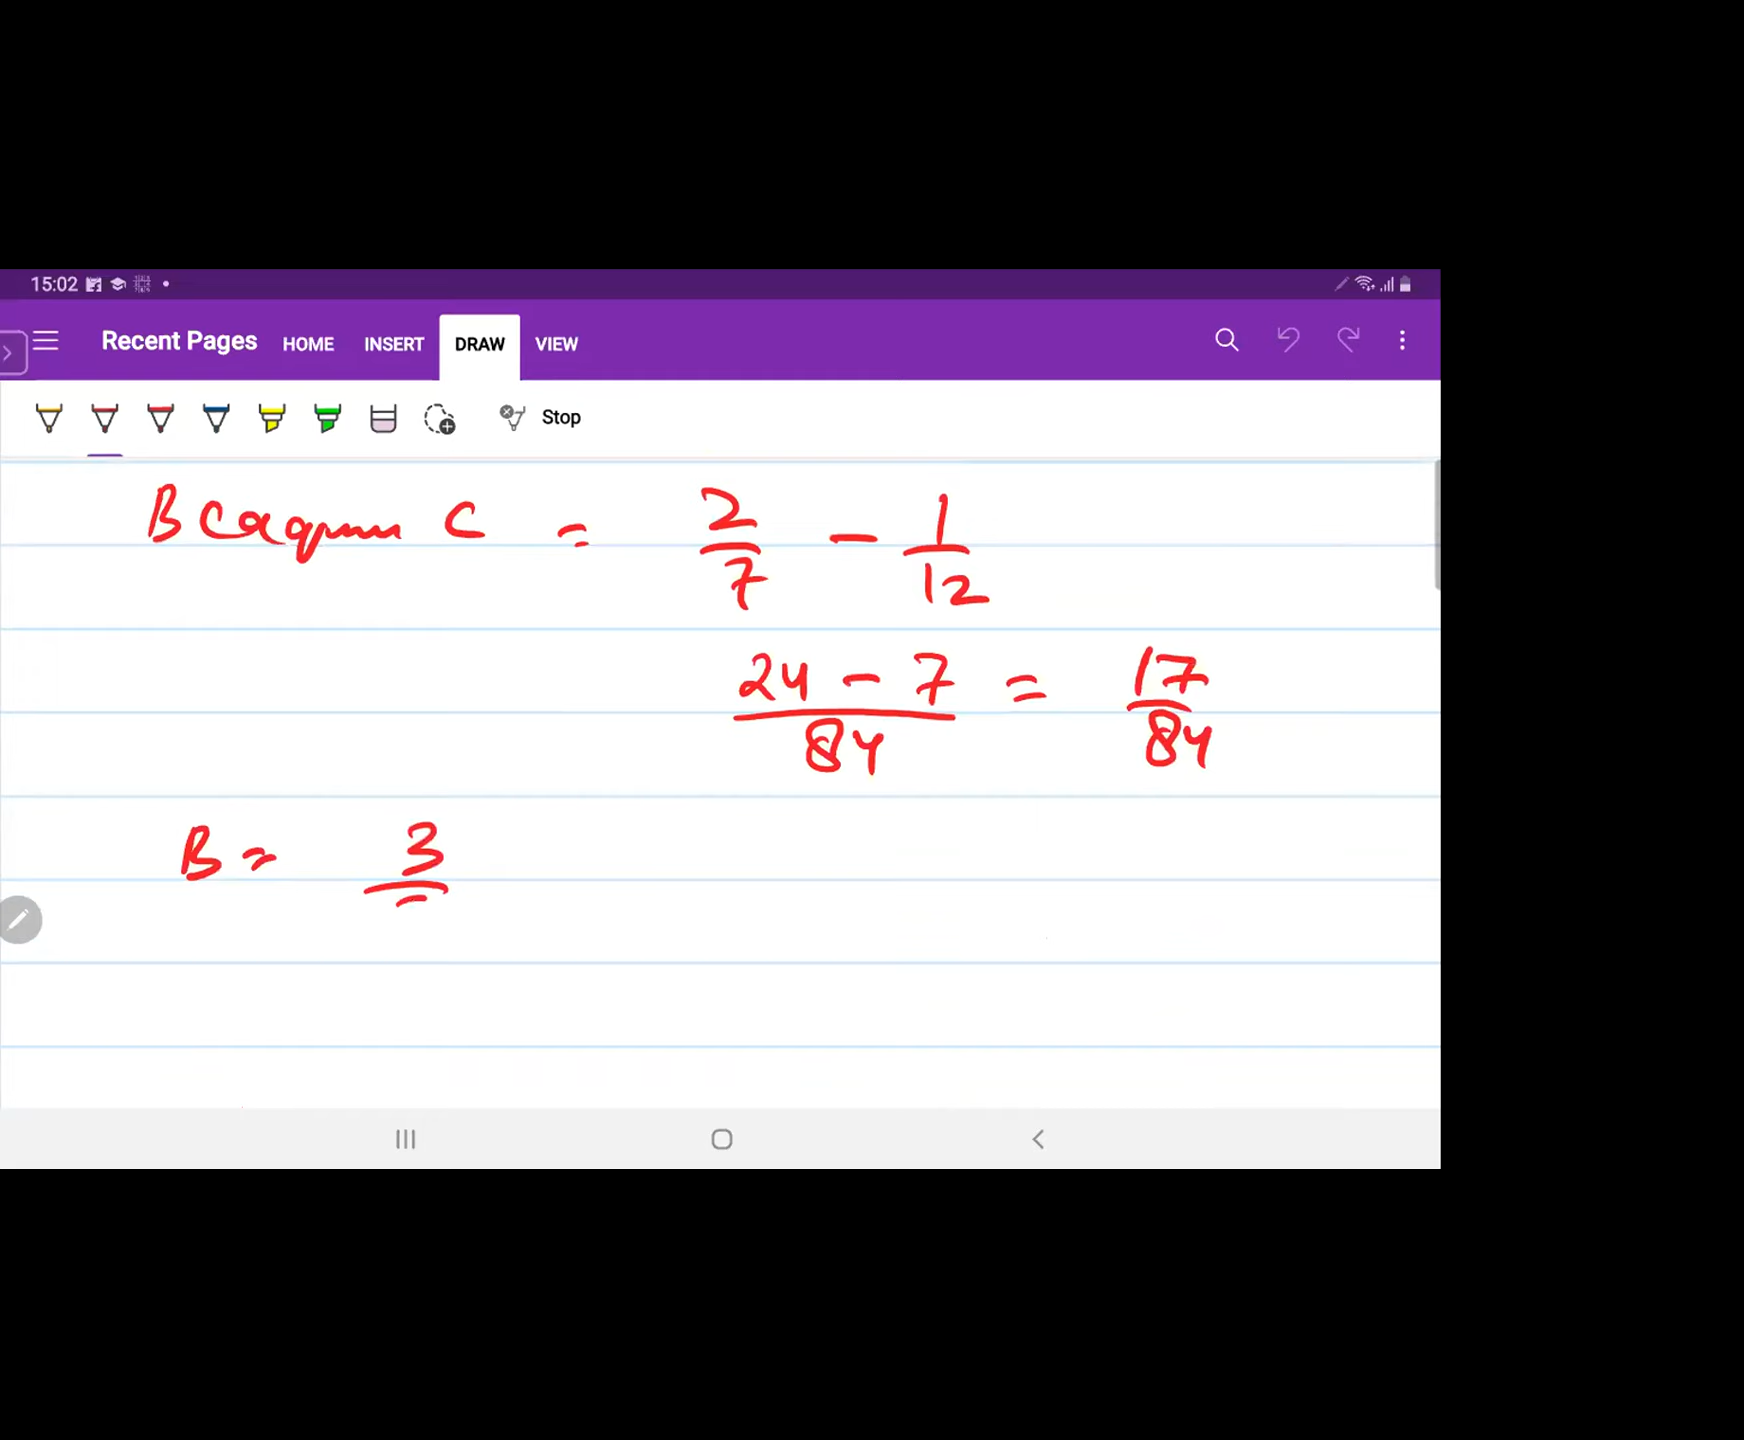 15:02
Recent Pages HOME INSERT DRAW VIEW
Stop
B acquires C = 2/7 - 1/12
24 - 7 / 84 = 17/84
B = 3